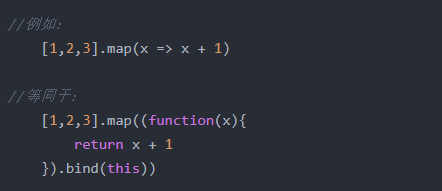 //例如:
[1,2,3].map(x => x + 1)
//等同于:
[1,2,3].map((function(x){
return x + 1
}).bind(this))